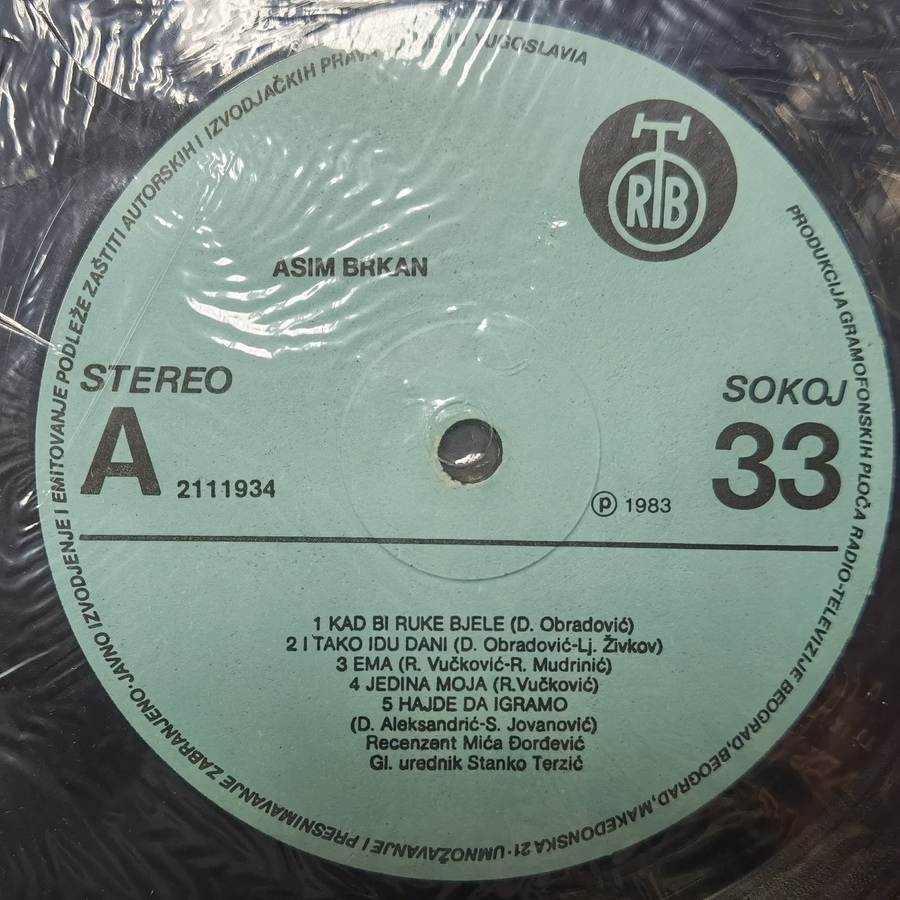 RTB
ASIM BRKAN
STEREO
SOKOJ
A
2111934
℗ 1983
33
1 KAD BI RUKE BJELE (D. Obradović)
2 I TAKO IDU DANI (D. Obradović-Lj. Živkov)
3 EMA (R. Vučković-R. Mudrinić)
4 JEDINA MOJA (R.Vučković)
5 HAJDE DA IGRAMO
(D. Aleksandrić-S. Jovanović)
Recenzent Mića Đorđević
Gl. urednik Stanko Terzić
PRODUKCIJA GRAMOFONSKIH PLOČA RADIO-TELEVIZIJE BEOGRAD, BEOGRAD, MAKEDONSKA 21 · UMNOŽAVANJE I PRESNIMAVANJE ZABRANJENO · JAVNO IZVODJENJE I EMITOVANJE PODLEŽE ZAŠTITI AUTORSKIH I IZVODJAČKIH PRAVA IN YUGOSLAVIA